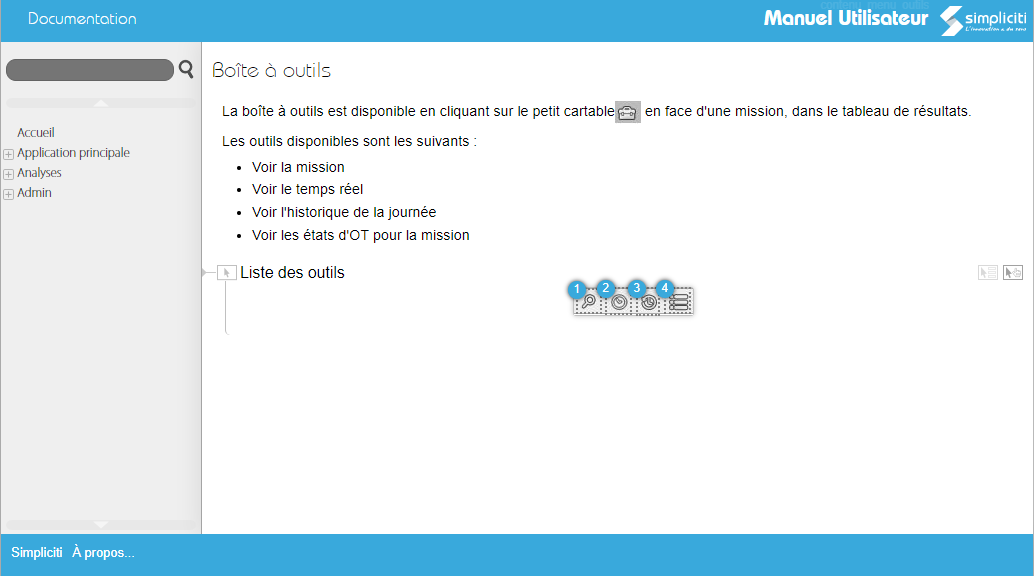 Documentation
contenu_menu_outils
Manuel Utilisateur
simpliciti
L'innovation a du sens
Boîte à outils
La boîte à outils est disponible en cliquant sur le petit cartable en face d'une mission, dans le tableau de résultats.
Accueil
Application principale
Analyses
Admin
Les outils disponibles sont les suivants :
• Voir la mission
• Voir le temps réel
• Voir l'historique de la journée
• Voir les états d'OT pour la mission
Liste des outils
1 2 3 4
Simpliciti À propos...